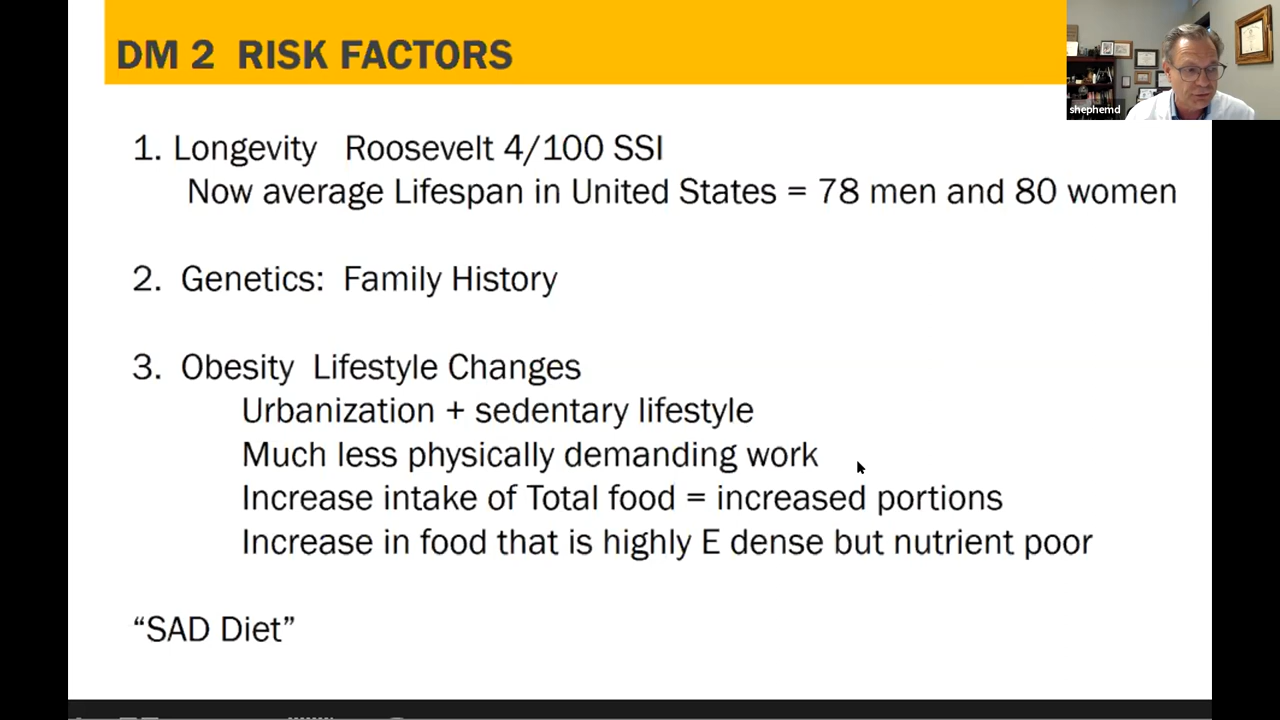 DM 2 RISK FACTORS
shephernd
1. Longevity Roosevelt 4/100 SSI
Now average Lifespan in United States = 78 men and 80 women
2. Genetics: Family History
3. Obesity Lifestyle Changes
Urbanization + sedentary lifestyle
Much less physically demanding work
Increase intake of Total food = increased portions
Increase in food that is highly E dense but nutrient poor
“SAD Diet”